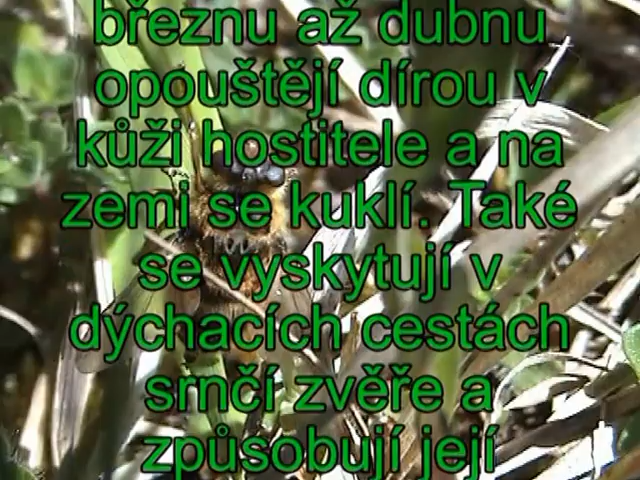 březnu až dubnu
opouštějí dírou v
kůži hostitele a na
zemi se kuklí. Také
se vyskytují v
dýchacích cestách
srnčí zvěře a
způsobují její